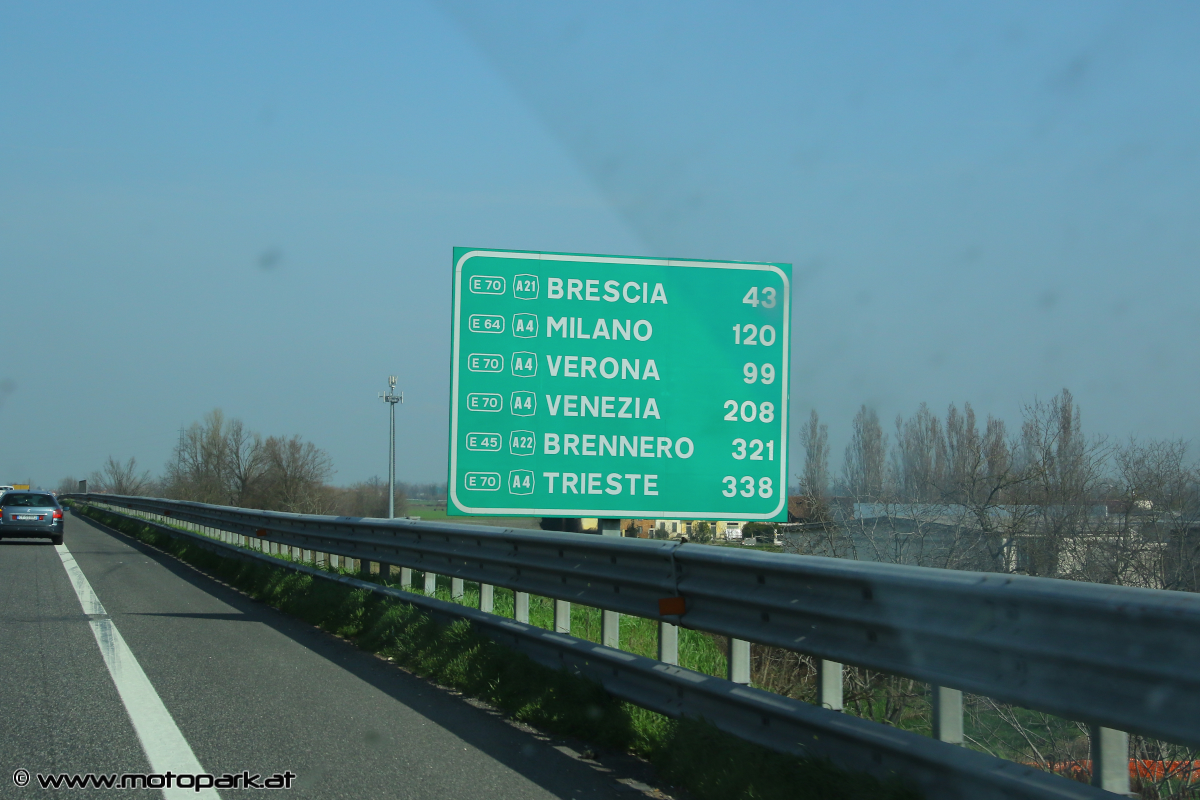 E 70 A21 BRESCIA 43
E 64 A4 MILANO 120
E 70 A4 VERONA 99
E 70 A4 VENEZIA 208
E 45 A22 BRENNERO 321
E 70 A4 TRIESTE 338
© www.motopark.at